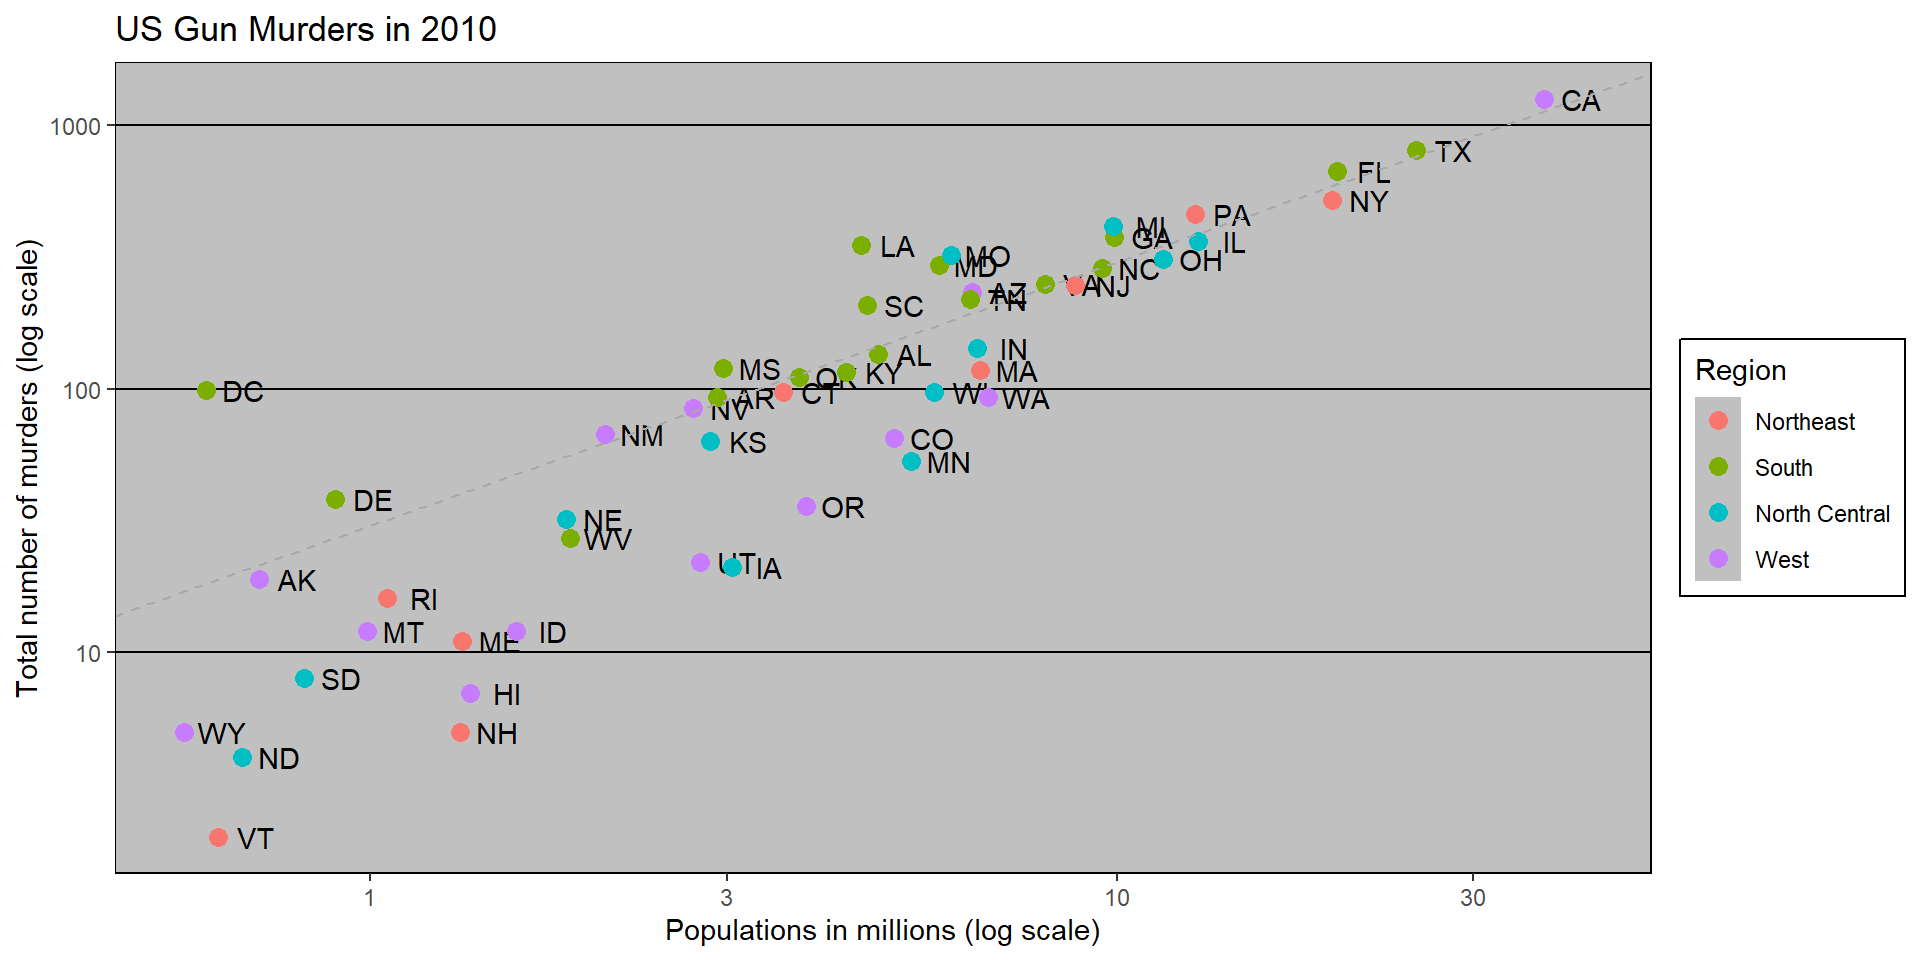 US Gun Murders in 2010
Total number of murders (log scale)
1000
100
10
CA
TX
FL
NY
PA
MI
GA
IL
OH
LA
MO
MD
NC
AZ
TN
VA
NJ
SC
IN
AL
MA
MS
OK
KY
DC
AR
CT
WI
WA
NV
NM
KS
CO
MN
DE
OR
NE
WV
UT
IA
AK
RI
MT
ME
ID
SD
HI
WY
NH
ND
VT
1
3
10
30
Populations in millions (log scale)
Region
Northeast
South
North Central
West